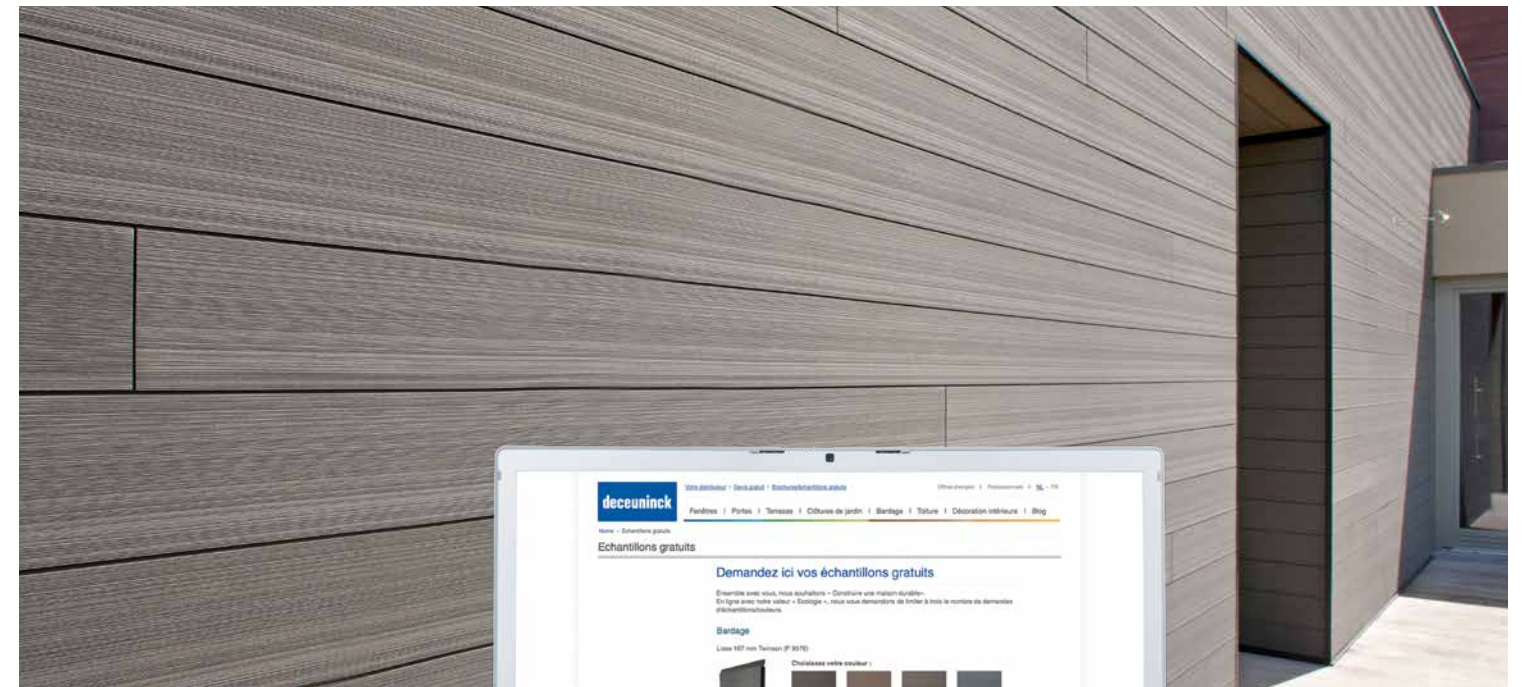 deceuninck
Votre distributeur - Devis gratuit - Brochures/échantillons gratuits
Offres d'emploi | Professionnels | NL - FR
Fenêtres | Portes | Terrasses | Clôtures de jardin | Bardage | Toiture | Décoration intérieure | Blog
Home > Echantillons gratuits
Echantillons gratuits
Demandez ici vos échantillons gratuits
Ensemble avec vous, nous souhaitons « Construire une maison durable».
En ligne avec notre valeur « Ecologie », nous vous demandons de limiter à trois le nombre de demandes
d'échantillons/couleurs.
Bardage
Lisse 167 mm Twinson (P 9578)
Choisissez votre couleur :